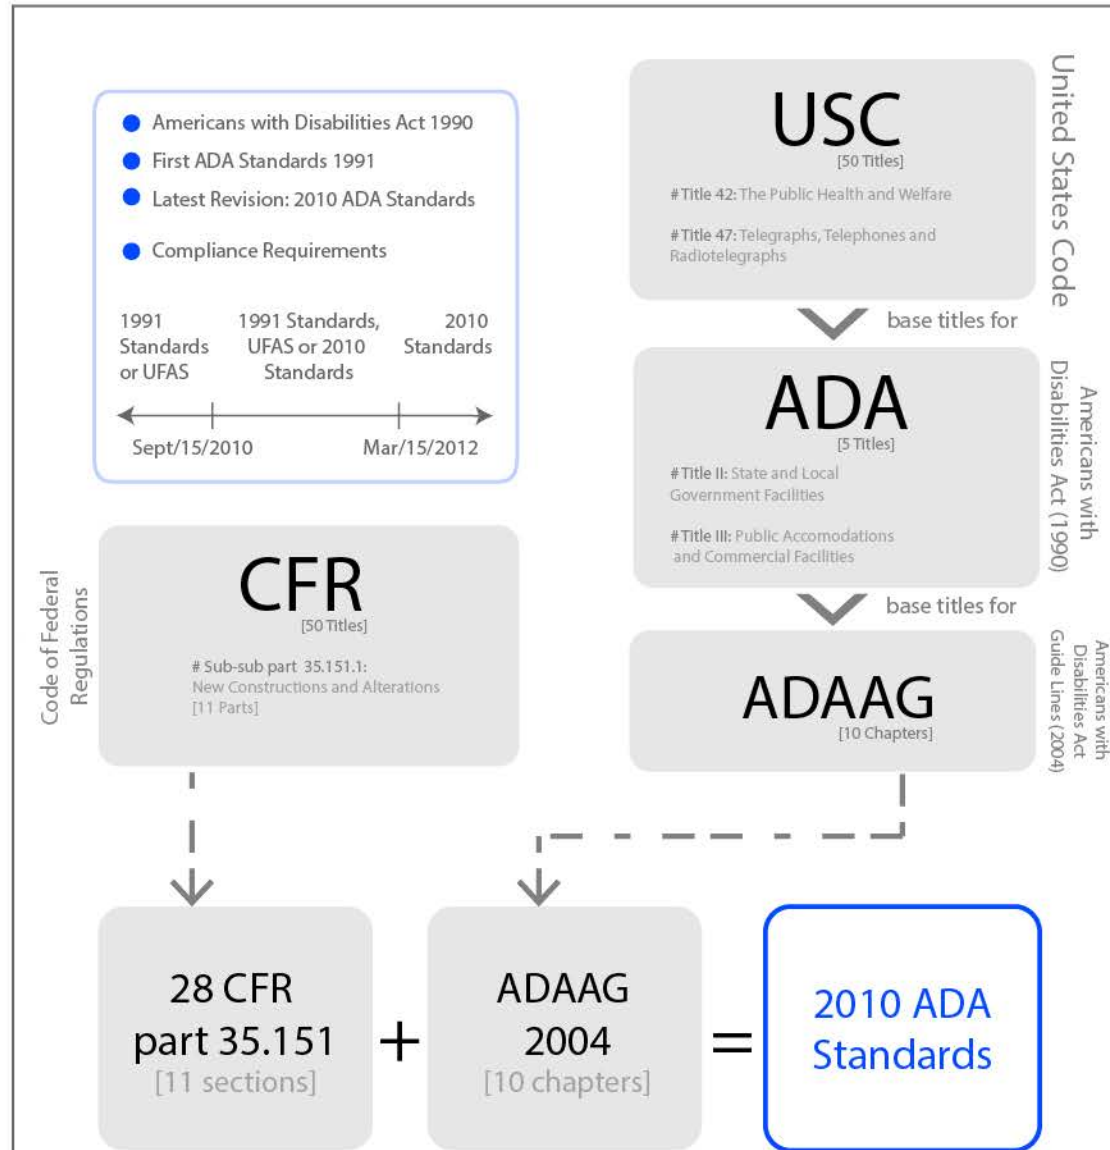 Americans with Disabilities Act 1990
First ADA Standards 1991
Latest Revision: 2010 ADA Standards
Compliance Requirements
1991
Standards
or UFAS
1991 Standards,
UFAS or 2010
Standards
2010
Standards
Sept/15/2010
Mar/15/2012
USC
[50 Titles]
# Title 42: The Public Health and Welfare
# Title 47: Telegraphs, Telephones and
Radiotelegraphs
United States Code
base titles for
ADA
[5 Titles]
# Title II: State and Local
Government Facilities
# Title III: Public Accomodations
and Commercial Facilities
Americans with
Disabilities Act (1990)
base titles for
CFR
[50 Titles]
# Sub-sub part 35.151.1:
New Constructions and Alterations
[11 Parts]
Code of Federal
Regulations
ADAAG
[10 Chapters]
Americans with
Disabilities Act
Guide Lines (2004)
28 CFR
part 35.151
[11 sections]
+
ADAAG
2004
[10 chapters]
=
2010 ADA
Standards